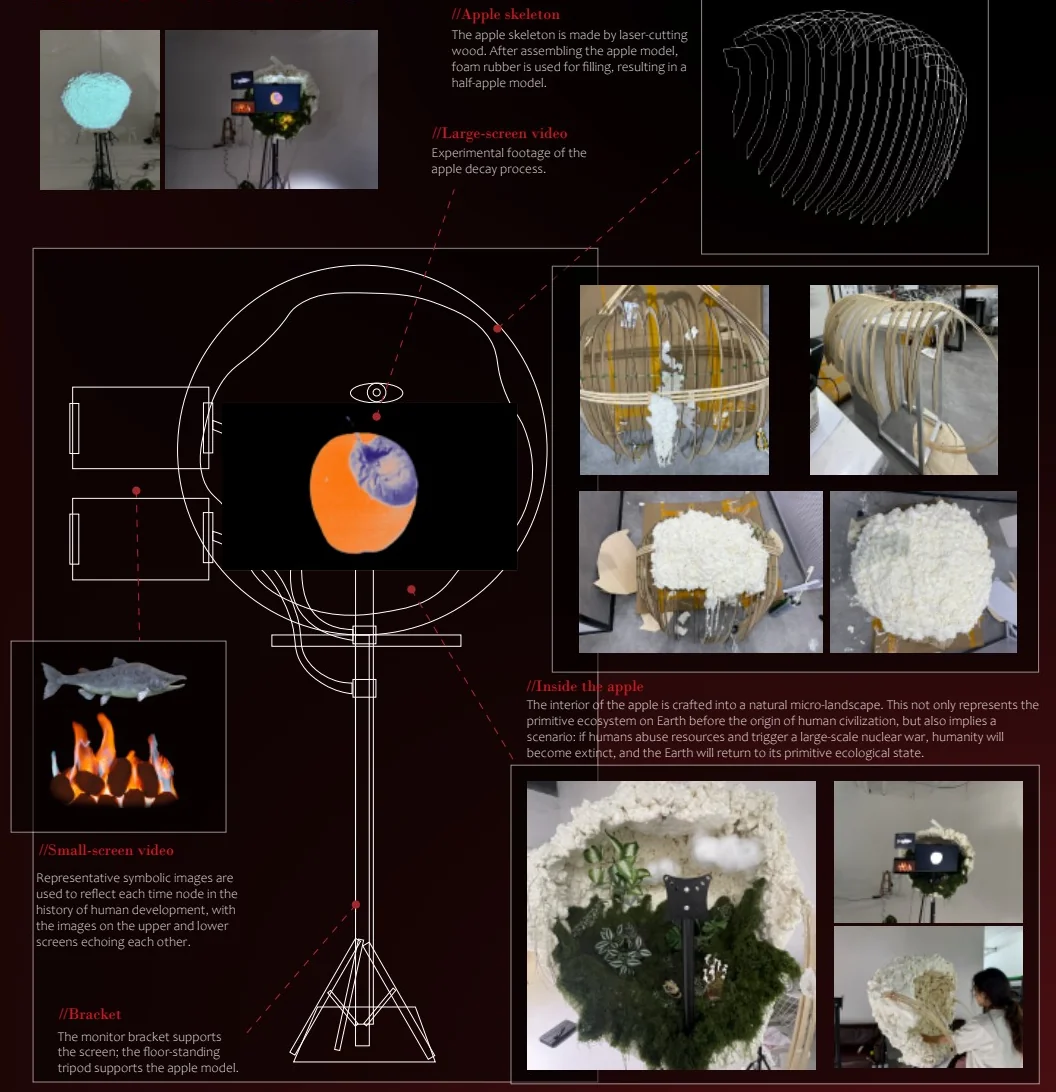 //Apple skeleton
The apple skeleton is made by laser-cutting
wood. After assembling the apple model,
foam rubber is used for filling, resulting in a
half-apple model.
//Large-screen video
Experimental footage of the
apple decay process.
//Inside the apple
The interior of the apple is crafted into a natural micro-landscape. This not only represents the
primitive ecosystem on Earth before the origin of human civilization, but also implies a
scenario: if humans abuse resources and trigger a large-scale nuclear war, humanity will
become extinct, and the Earth will return to its primitive ecological state.
//Small-screen video
Representative symbolic images are
used to reflect each time node in the
history of human development, with
the images on the upper and lower
screens echoing each other.
//Bracket
The monitor bracket supports
the screen; the floor-standing
tripod supports the apple model.